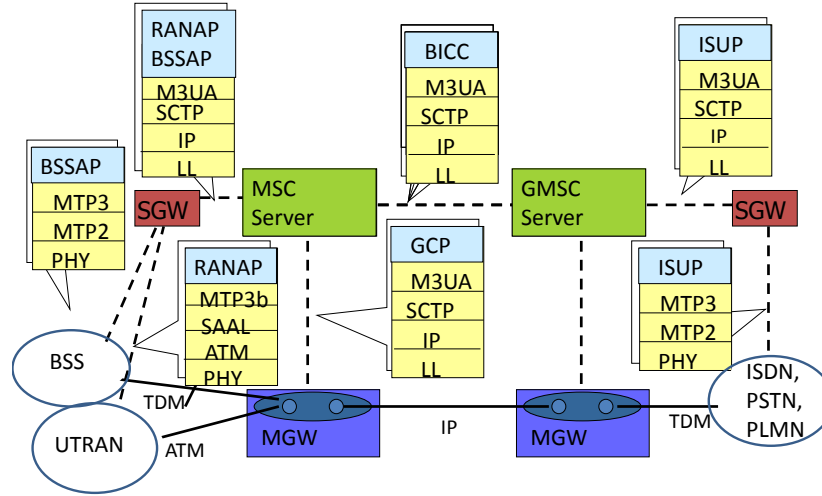 RANAP
BSSAP
M3UA
SCTP
IP
LL
BICC
M3UA
SCTP
IP
LL
ISUP
M3UA
SCTP
IP
LL
BSSAP
MTP3
MTP2
PHY
SGW
MSC
Server
GMSC
Server
SGW
RANAP
MTP3b
SAAL
ATM
PHY
GCP
M3UA
SCTP
IP
LL
ISUP
MTP3
MTP2
PHY
BSS
UTRAN
TDM
ATM
MGW
IP
MGW
TDM
ISDN,
PSTN,
PLMN